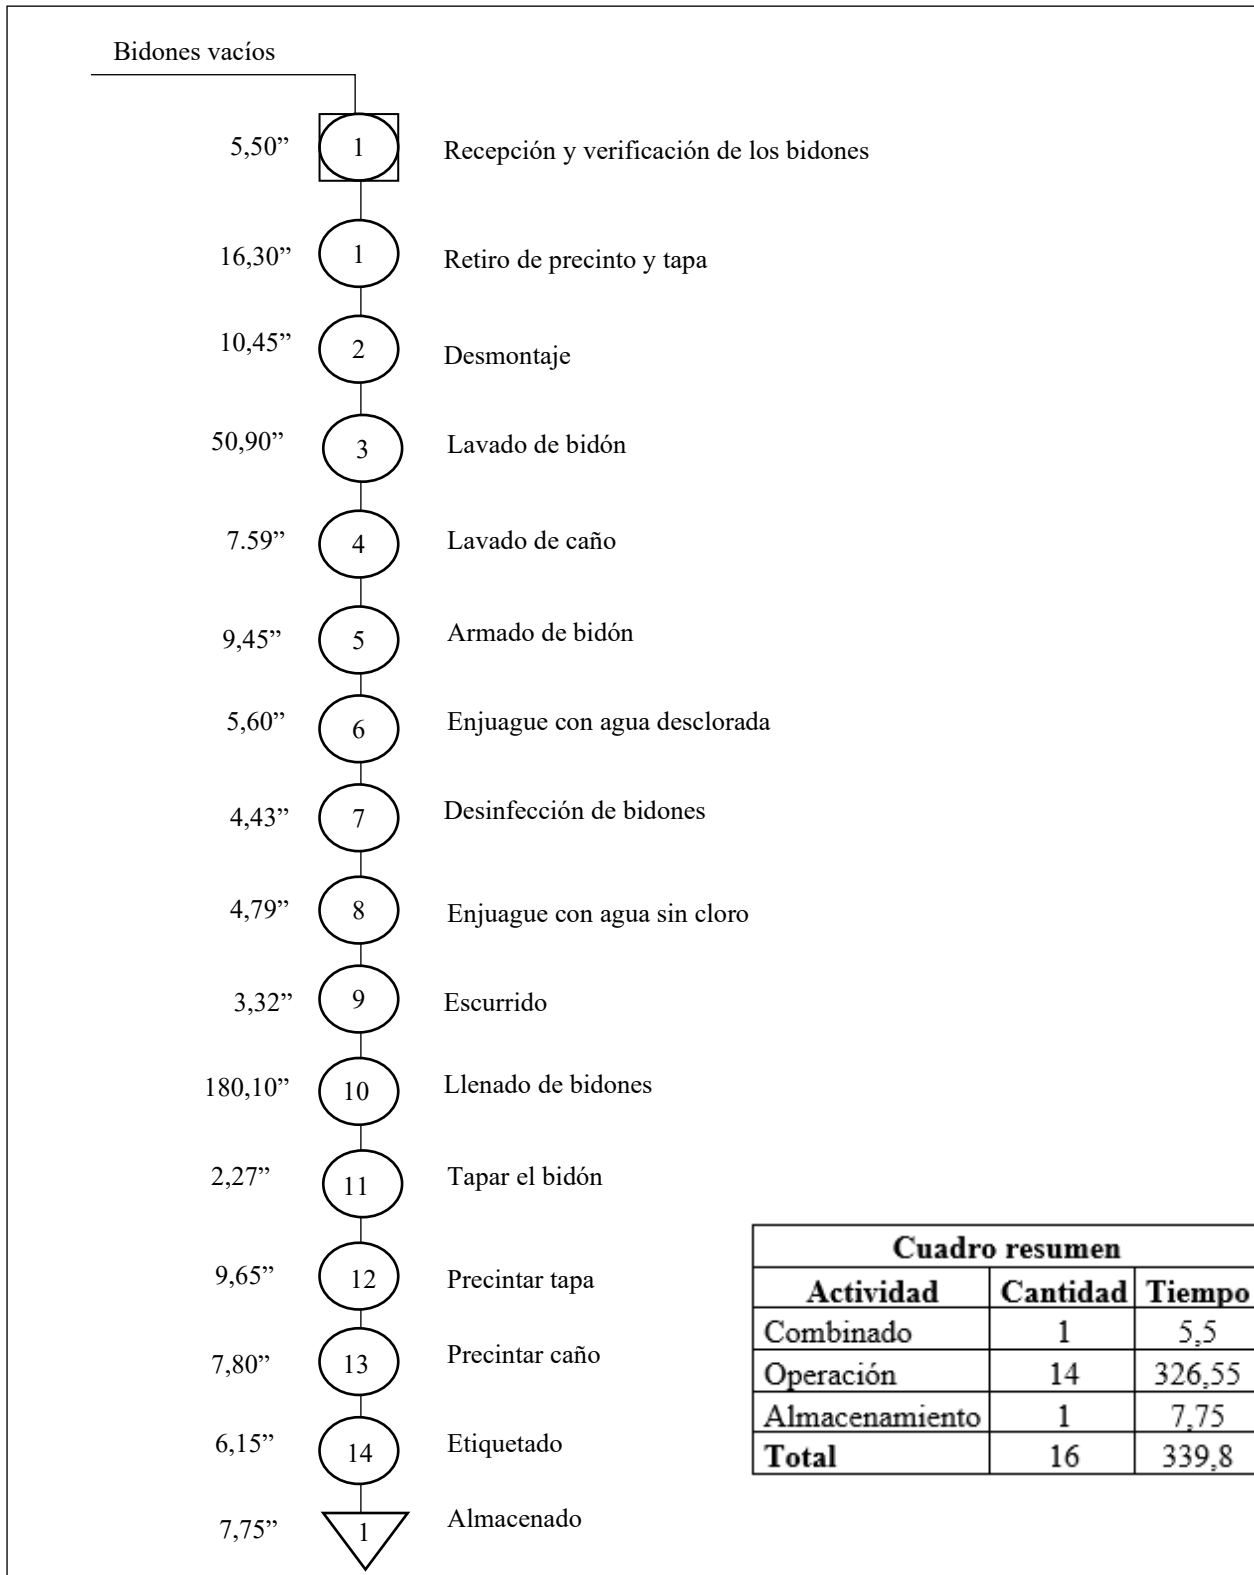 Bidones vacíos
5,50” 1 Recepción y verificación de los bidones
16,30” 1 Retiro de precinto y tapa
10,45” 2 Desmontaje
50,90” 3 Lavado de bidón
7.59” 4 Lavado de caño
9,45” 5 Armado de bidón
5,60” 6 Enjuague con agua desclorada
4,43” 7 Desinfección de bidones
4,79” 8 Enjuague con agua sin cloro
3,32” 9 Escurrido
180,10” 10 Llenado de bidones
2,27” 11 Tapar el bidón
9,65” 12 Precintar tapa
7,80” 13 Precintar caño
6,15” 14 Etiquetado
7,75” 1 Almacenado
Cuadro resumen
Actividad Cantidad Tiempo
Combinado 1 5,5
Operación 14 326,55
Almacenamiento 1 7,75
Total 16 339,8